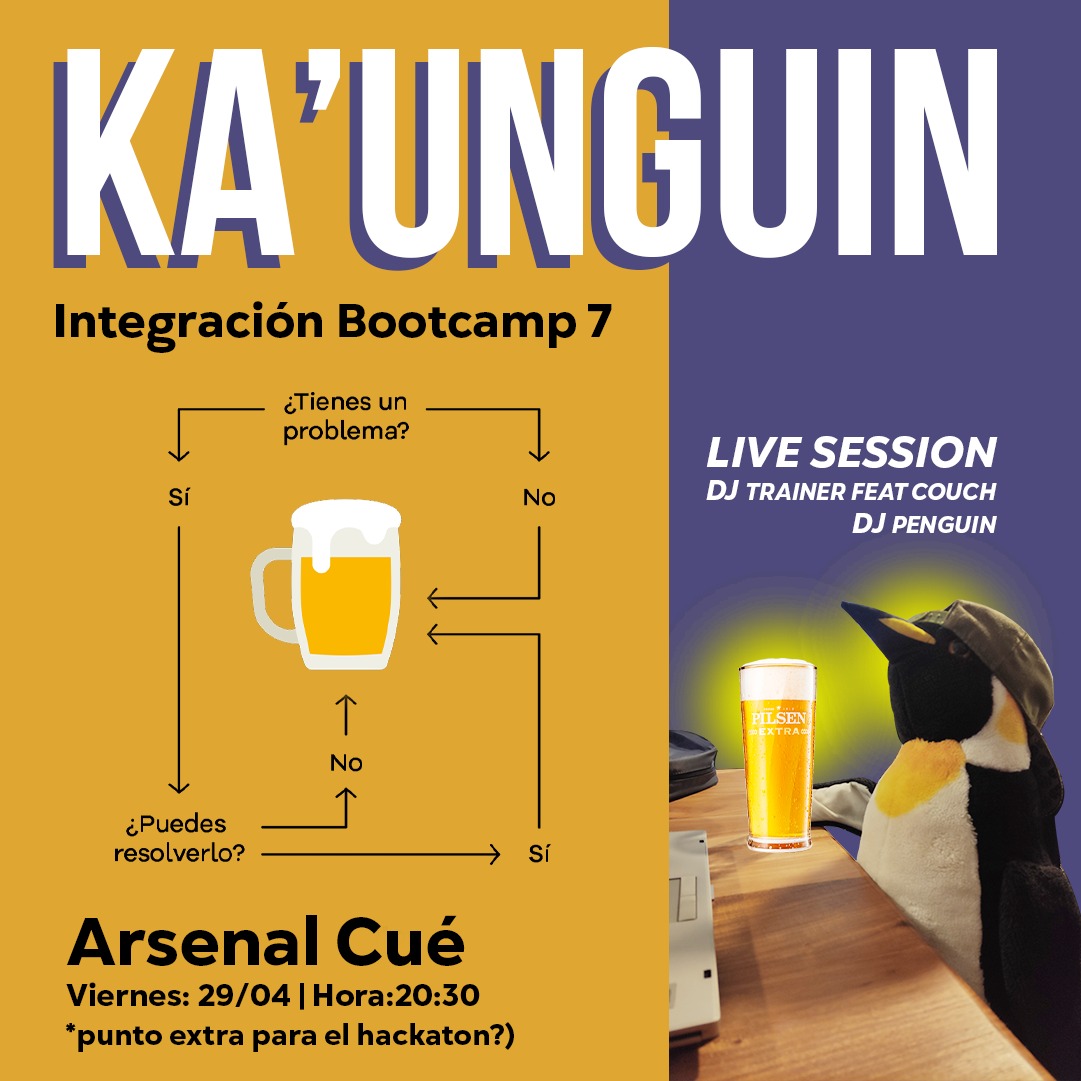 KA’UNGUIN
Integración Bootcamp 7
¿Tienes un
problema?
Sí
No
No
¿Puedes
resolverlo?
Sí
LIVE SESSION
DJ TRAINER FEAT COUCH
DJ PENGUIN
PILSEN
EXTRA
Arsenal Cué
Viernes: 29/04 | Hora:20:30
*punto extra para el hackaton?)